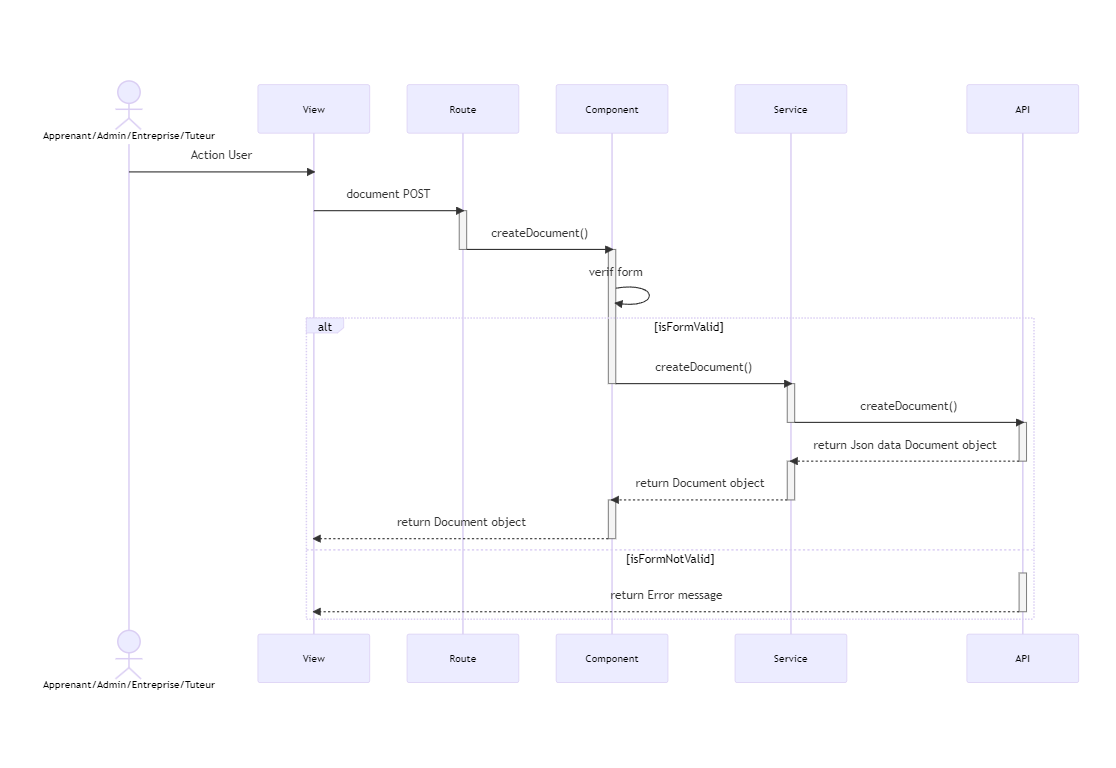 View
Route
Component
Service
API
Apprenant/Admin/Entreprise/Tuteur
Action User
document POST
createDocument()
verif form
alt
[isFormValid]
createDocument()
createDocument()
return Json data Document object
return Document object
return Document object
[isFormNotValid]
return Error message
View
Route
Component
Service
API
Apprenant/Admin/Entreprise/Tuteur